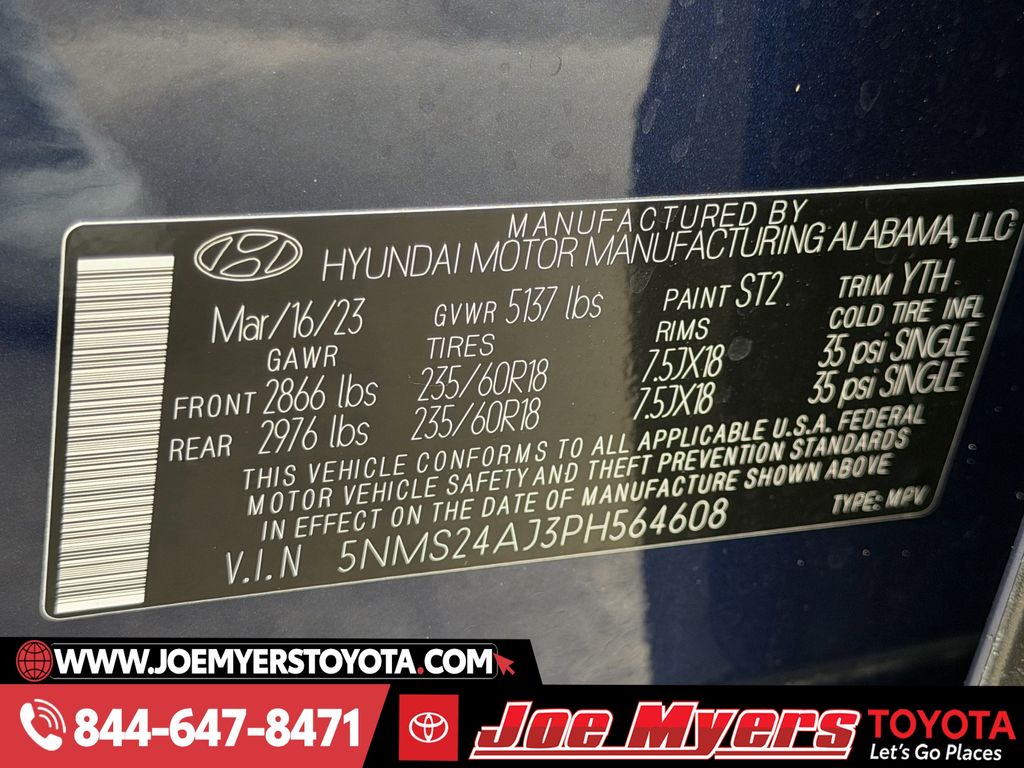 MANUFACTURED BY
HYUNDAI MOTOR MANUFACTURING ALABAMA, LLC
Mar/16/23 GVWR 5137 lbs PAINT ST2 TRIM YTH
GAWR TIRES RIMS COLD TIRE INFL
FRONT 2866 lbs 235/60R18 7.5JX18 35 psi SINGLE
REAR 2976 lbs 235/60R18 7.5JX18 35 psi SINGLE
THIS VEHICLE CONFORMS TO ALL APPLICABLE U.S.A. FEDERAL
MOTOR VEHICLE SAFETY AND THEFT PREVENTION STANDARDS
IN EFFECT ON THE DATE OF MANUFACTURE SHOWN ABOVE
V.I.N 5NMS24AJ3PH564608 TYPE: MPV
WWW.JOEMYERSTOYOTA.COM
844-647-8471
Joe Myers
TOYOTA
Let's Go Places